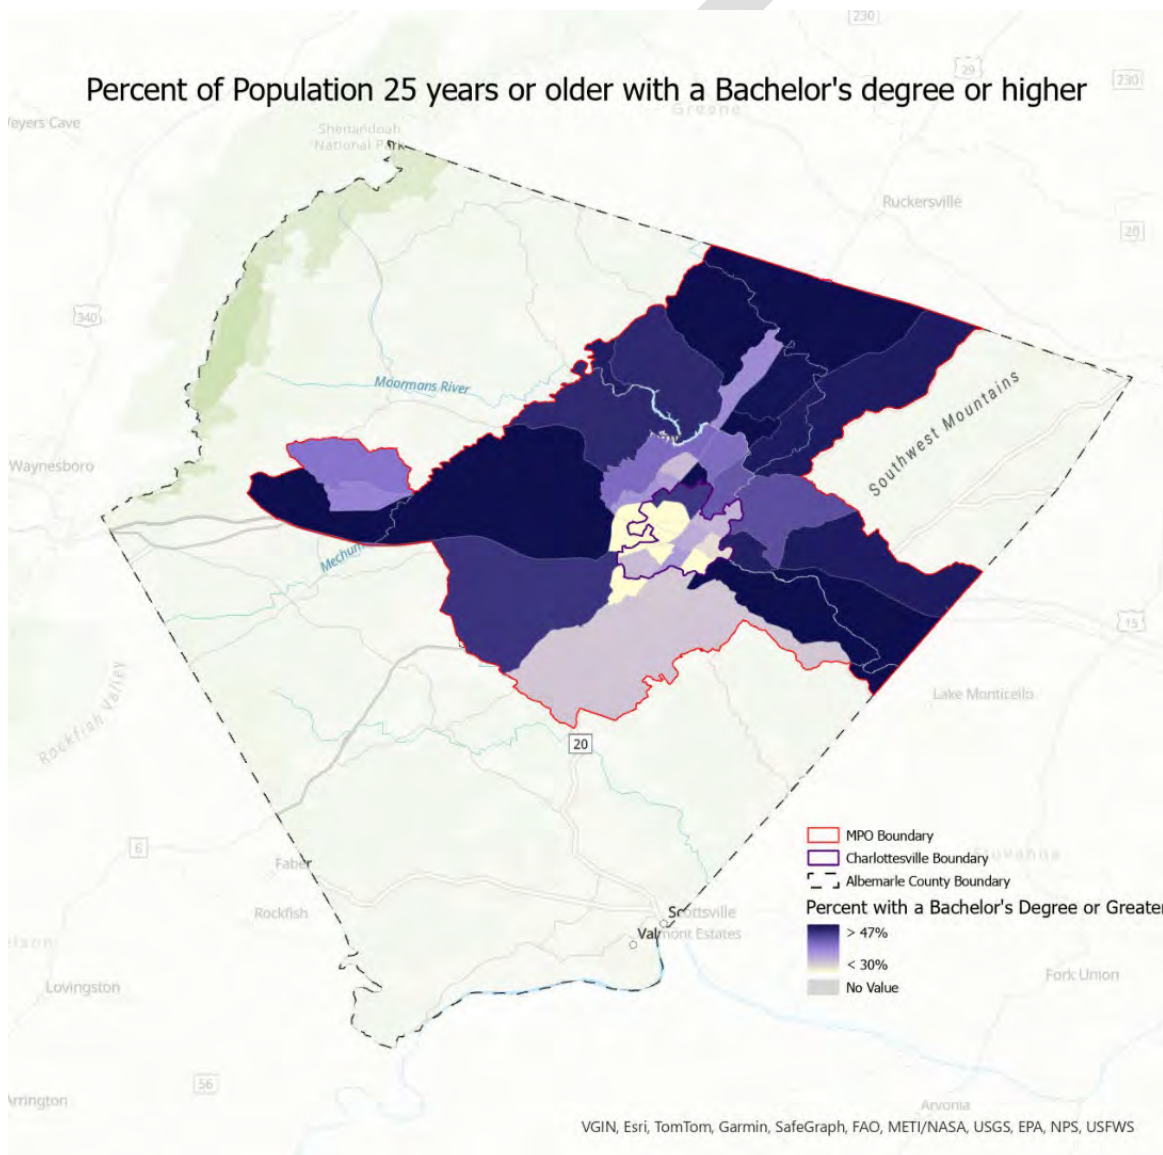 230
29
230
Percent of Population 25 years or older with a Bachelor's degree or higher
Greene
eyers Cave
Shenandoah
National Park
Ruckersville
20
340
Moormans River
Southwest Mountains
Waynesboro
Mechum
15
Rockfish Valley
Lake Monticello
20
MPO Boundary
6
Charlottesville Boundary
Faber
Albemarle County Boundary
Percent with a Bachelor's Degree or Greater
Rockfish
Scottsville
> 47%
Valmont Estates
< 30%
Fork Union
Lovingston
No Value
56
rrington
Arvonia
VGIN, Esri, TomTom, Garmin, SafeGraph, FAO, METI/NASA, USGS, EPA, NPS, USFWS